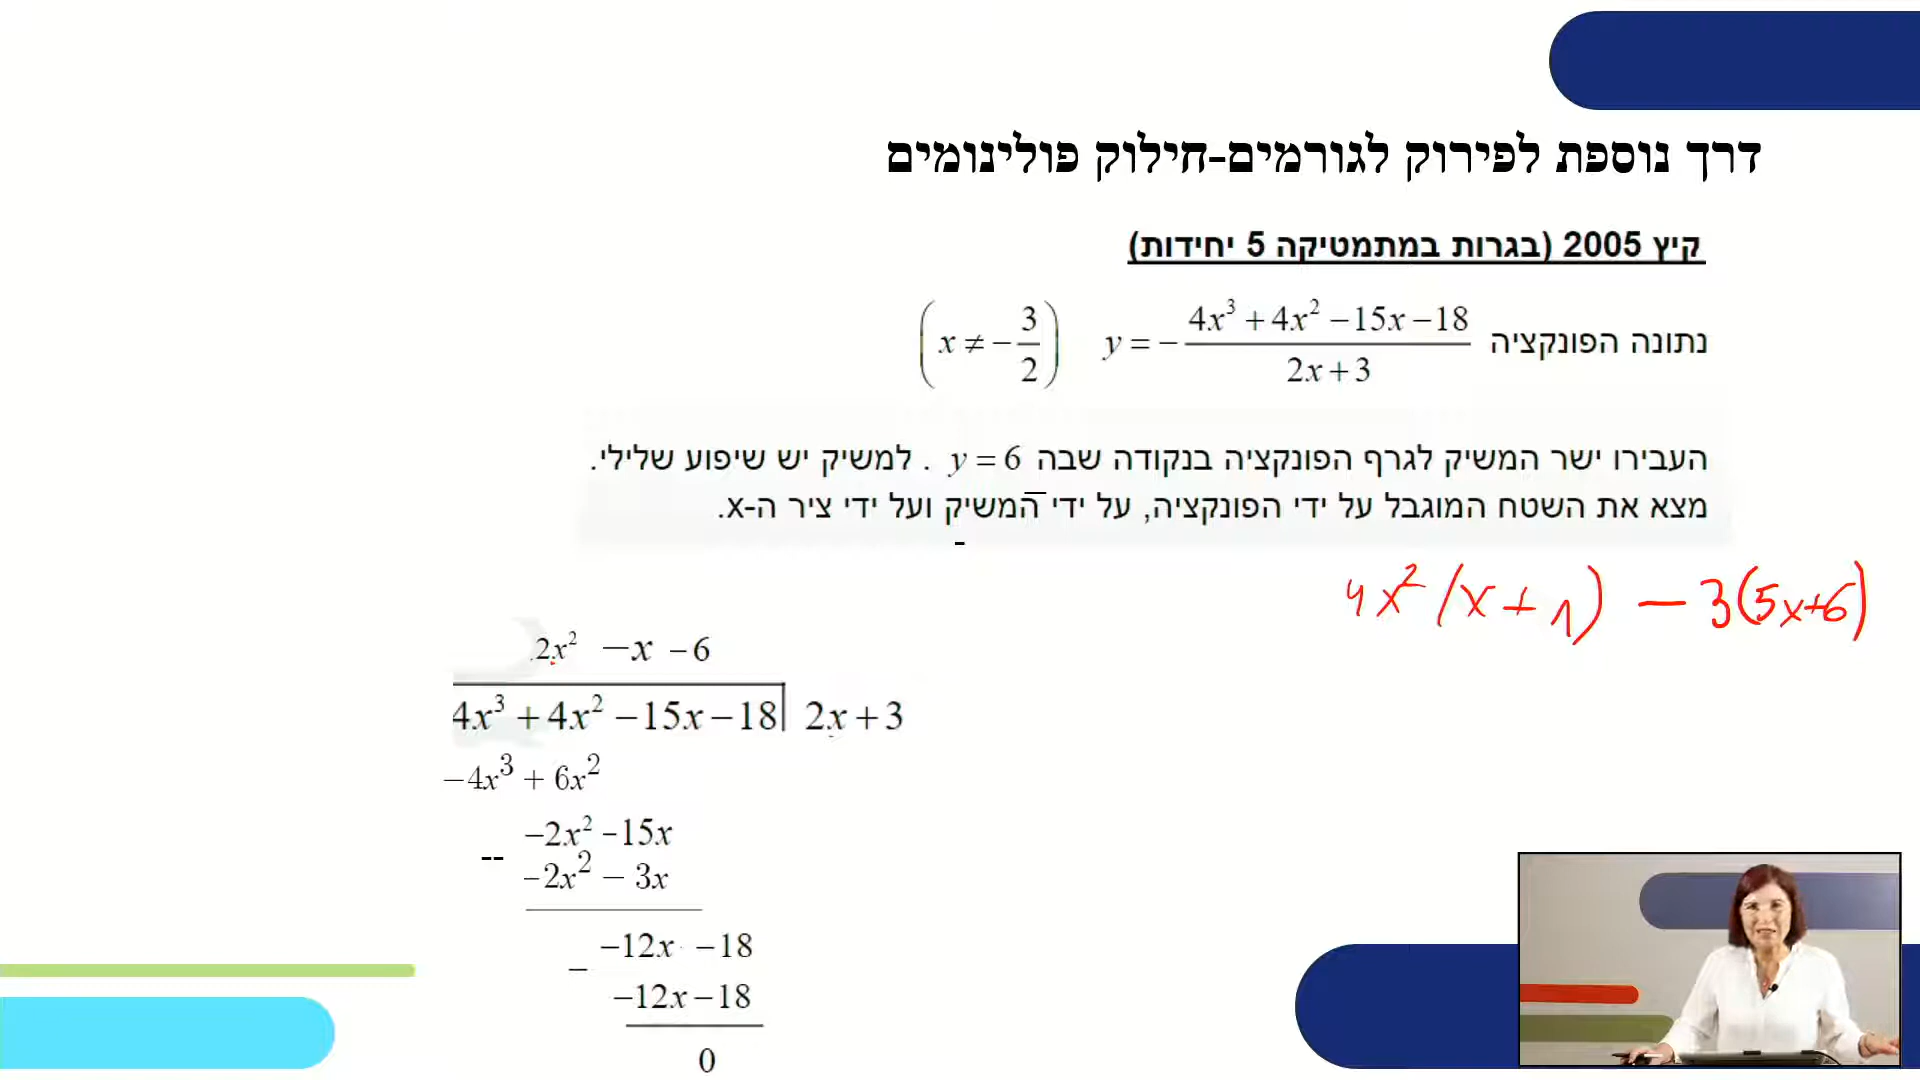 דרך נוספת לפירוק לגורמים-חילוק פולינומים
קיץ 2005 (בגרות במתמטיקה 5 יחידות)
נתונה הפונקציה y = −(4x³ + 4x² − 15x − 18)/(2x + 3) (x ≠ −3/2)
העבירו ישר המשיק לגרף הפונקציה בנקודה שבה y = 6 . למשיק יש שיפוע שלילי.
מצא את השטח המוגבל על ידי הפונקציה, על ידי המשיק ועל ידי ציר ה-x.
4x² (x + 1) − 3(5x+6)
2x² − x − 6
4x³ + 4x² − 15x − 18 | 2x + 3
−4x³ + 6x²
−2x² − 15x
--
−2x² − 3x
−12x − 18
−
−12x − 18
0